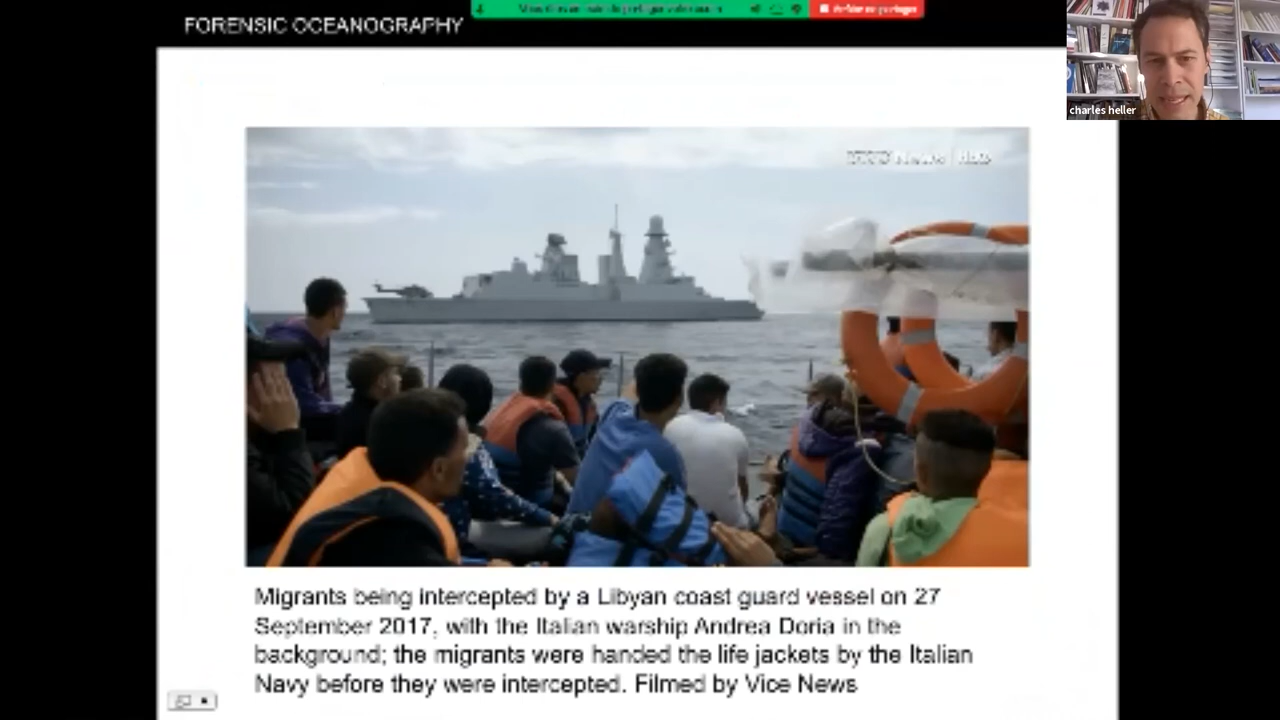 FORENSIC OCEANOGRAPHY
charles heller
Migrants being intercepted by a Libyan coast guard vessel on 27
September 2017, with the Italian warship Andrea Doria in the
background; the migrants were handed the life jackets by the Italian
Navy before they were intercepted. Filmed by Vice News